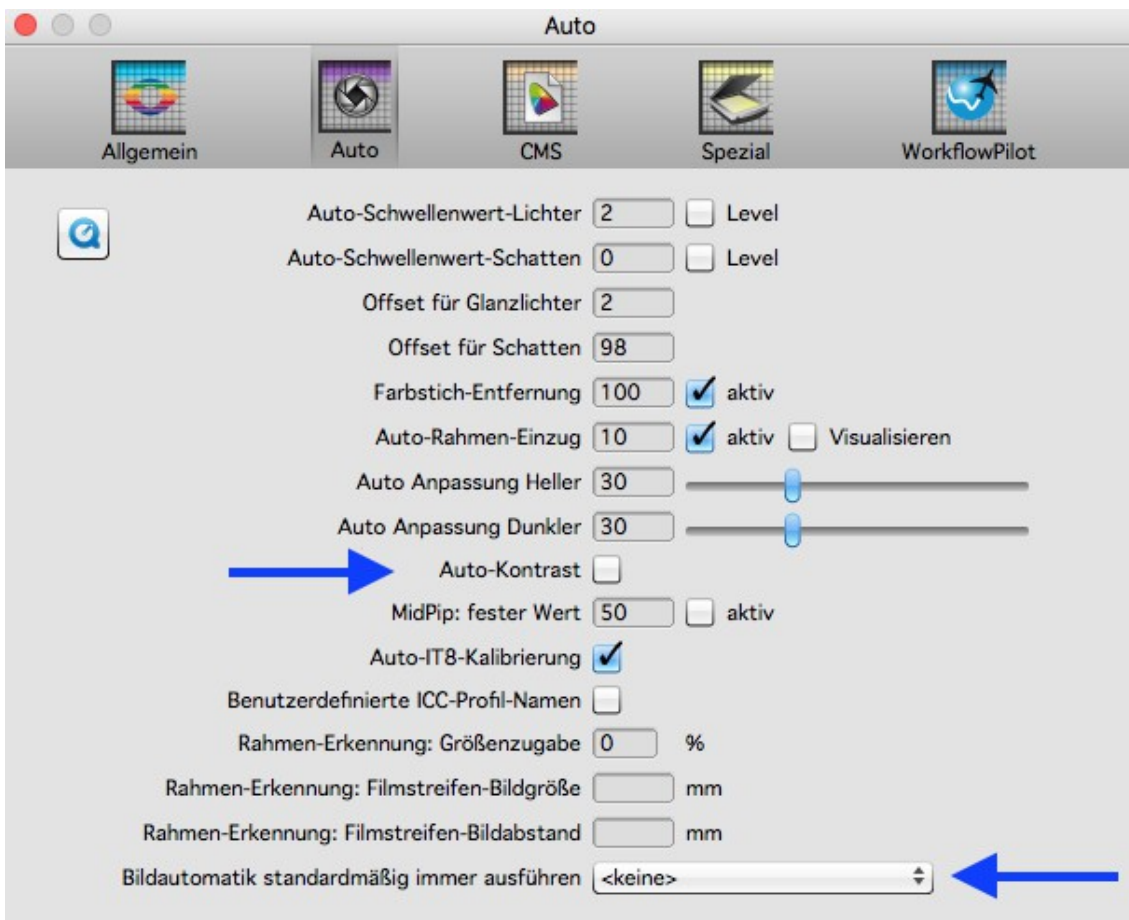 Auto
Allgemein Auto CMS Spezial WorkflowPilot
Auto-Schwellenwert-Lichter 2 Level
Auto-Schwellenwert-Schatten 0 Level
Offset für Glanzlichter 2
Offset für Schatten 98
Farbstich-Entfernung 100 aktiv
Auto-Rahmen-Einzug 10 aktiv Visualisieren
Auto Anpassung Heller 30
Auto Anpassung Dunkler 30
Auto-Kontrast
MidPip: fester Wert 50 aktiv
Auto-IT8-Kalibrierung
Benutzerdefinierte ICC-Profil-Namen
Rahmen-Erkennung: Größenzugabe 0 %
Rahmen-Erkennung: Filmstreifen-Bildgröße mm
Rahmen-Erkennung: Filmstreifen-Bildabstand mm
Bildautomatik standardmäßig immer ausführen <keine>